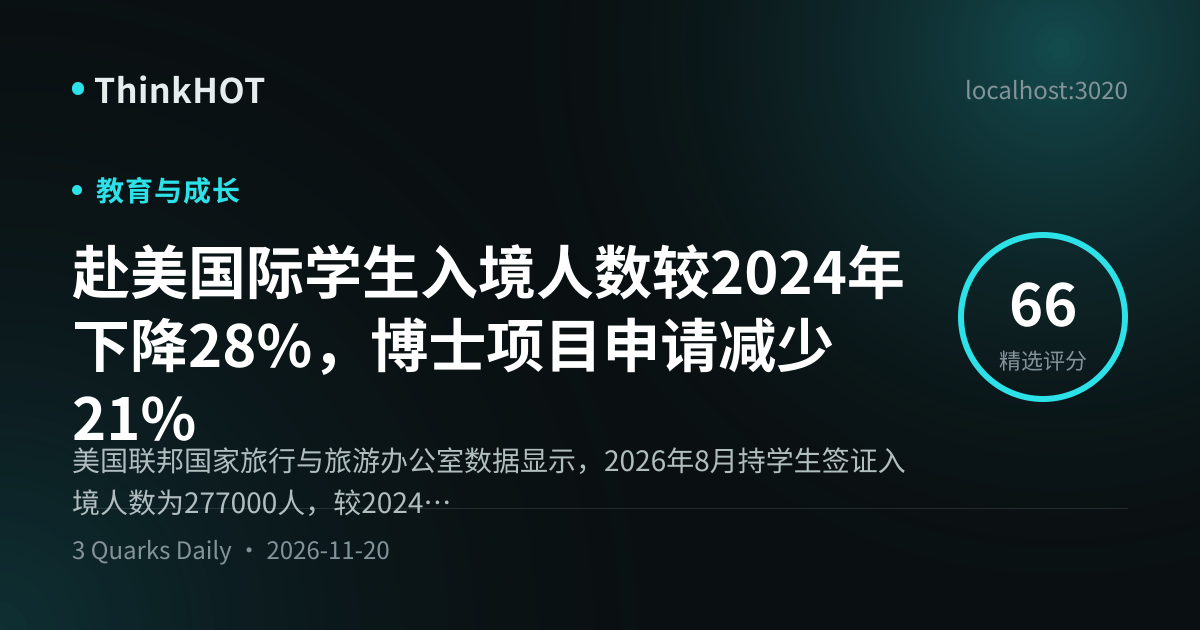 ThinkHOT
localhost:3020
教育与成长
赴美国际学生入境人数较2024年
下降28%，博士项目申请减少
21%
66
精选评分
美国联邦国家旅行与旅游办公室数据显示，2026年8月持学生签证入
境人数为277000人，较2024…
3 Quarks Daily · 2026-11-20